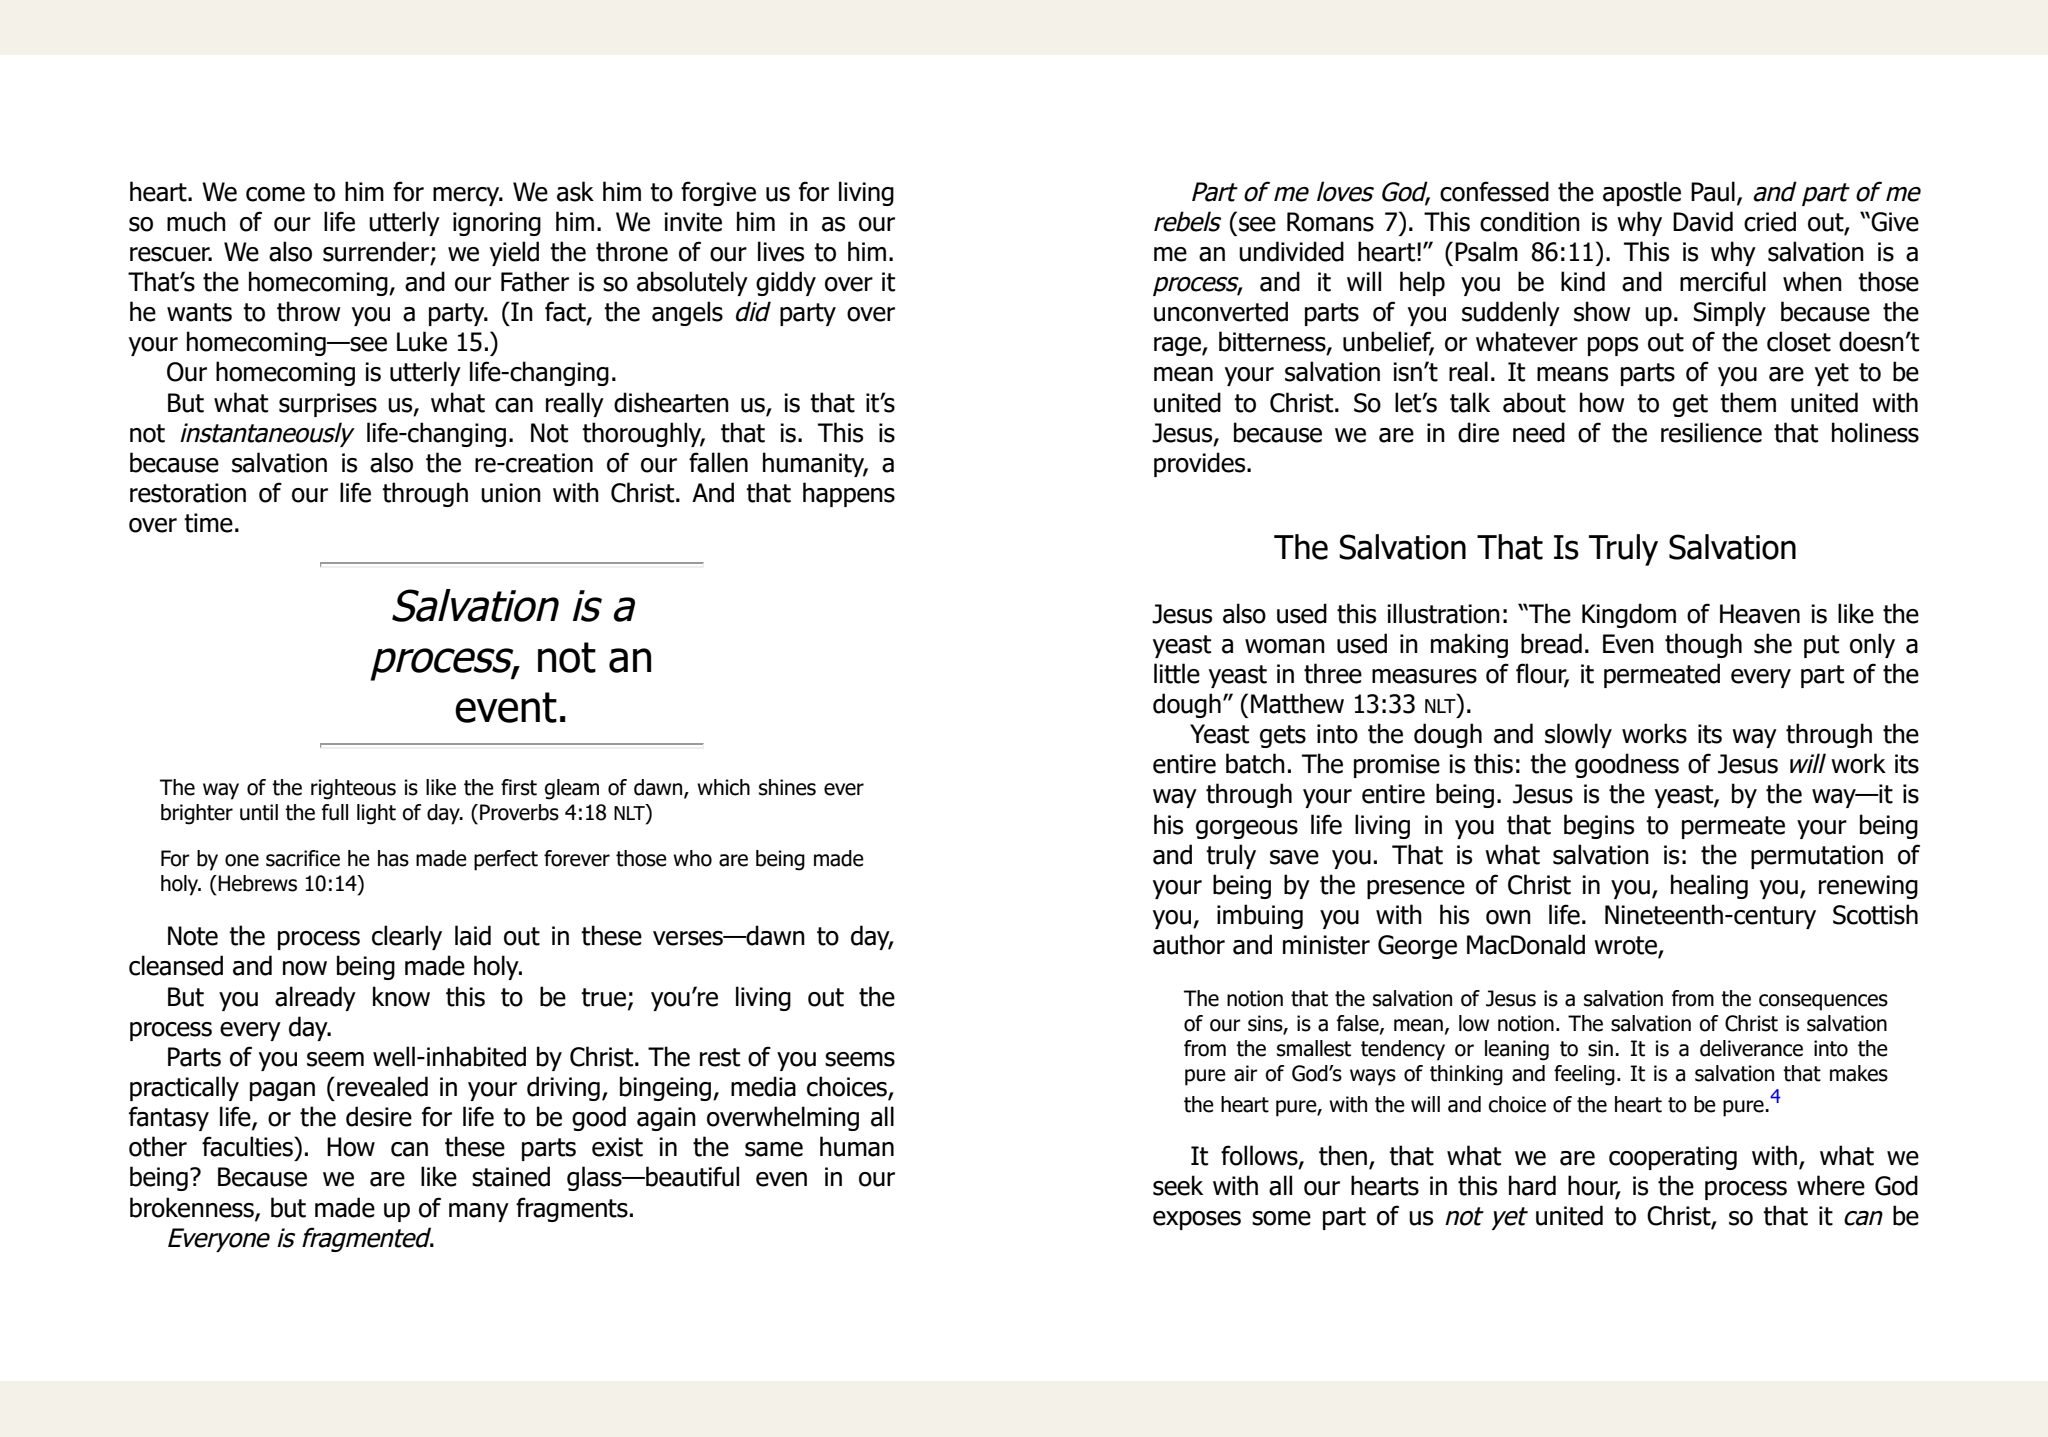 heart. We come to him for mercy. We ask him to forgive us for living
so much of our life utterly ignoring him. We invite him in as our
rescuer. We also surrender; we yield the throne of our lives to him.
That’s the homecoming, and our Father is so absolutely giddy over it
he wants to throw you a party. (In fact, the angels did party over
your homecoming—see Luke 15.)
Our homecoming is utterly life-changing.
But what surprises us, what can really dishearten us, is that it’s
not instantaneously life-changing. Not thoroughly, that is. This is
because salvation is also the re-creation of our fallen humanity, a
restoration of our life through union with Christ. And that happens
over time.
Salvation is a
process, not an
event.
The way of the righteous is like the first gleam of dawn, which shines ever
brighter until the full light of day. (Proverbs 4:18 NLT)
For by one sacrifice he has made perfect forever those who are being made
holy. (Hebrews 10:14)
Note the process clearly laid out in these verses—dawn to day,
cleansed and now being made holy.
But you already know this to be true; you’re living out the
process every day.
Parts of you seem well-inhabited by Christ. The rest of you seems
practically pagan (revealed in your driving, bingeing, media choices,
fantasy life, or the desire for life to be good again overwhelming all
other faculties). How can these parts exist in the same human
being? Because we are like stained glass—beautiful even in our
brokenness, but made up of many fragments.
Everyone is fragmented.
Part of me loves God, confessed the apostle Paul, and part of me
rebels (see Romans 7). This condition is why David cried out, “Give
me an undivided heart!” (Psalm 86:11). This is why salvation is a
process, and it will help you be kind and merciful when those
unconverted parts of you suddenly show up. Simply because the
rage, bitterness, unbelief, or whatever pops out of the closet doesn’t
mean your salvation isn’t real. It means parts of you are yet to be
united to Christ. So let’s talk about how to get them united with
Jesus, because we are in dire need of the resilience that holiness
provides.
The Salvation That Is Truly Salvation
Jesus also used this illustration: “The Kingdom of Heaven is like the
yeast a woman used in making bread. Even though she put only a
little yeast in three measures of flour, it permeated every part of the
dough” (Matthew 13:33 NLT).
Yeast gets into the dough and slowly works its way through the
entire batch. The promise is this: the goodness of Jesus will work its
way through your entire being. Jesus is the yeast, by the way—it is
his gorgeous life living in you that begins to permeate your being
and truly save you. That is what salvation is: the permutation of
your being by the presence of Christ in you, healing you, renewing
you, imbuing you with his own life. Nineteenth-century Scottish
author and minister George MacDonald wrote,
The notion that the salvation of Jesus is a salvation from the consequences
of our sins, is a false, mean, low notion. The salvation of Christ is salvation
from the smallest tendency or leaning to sin. It is a deliverance into the
pure air of God’s ways of thinking and feeling. It is a salvation that makes
the heart pure, with the will and choice of the heart to be pure.4
It follows, then, that what we are cooperating with, what we
seek with all our hearts in this hard hour, is the process where God
exposes some part of us not yet united to Christ, so that it can be